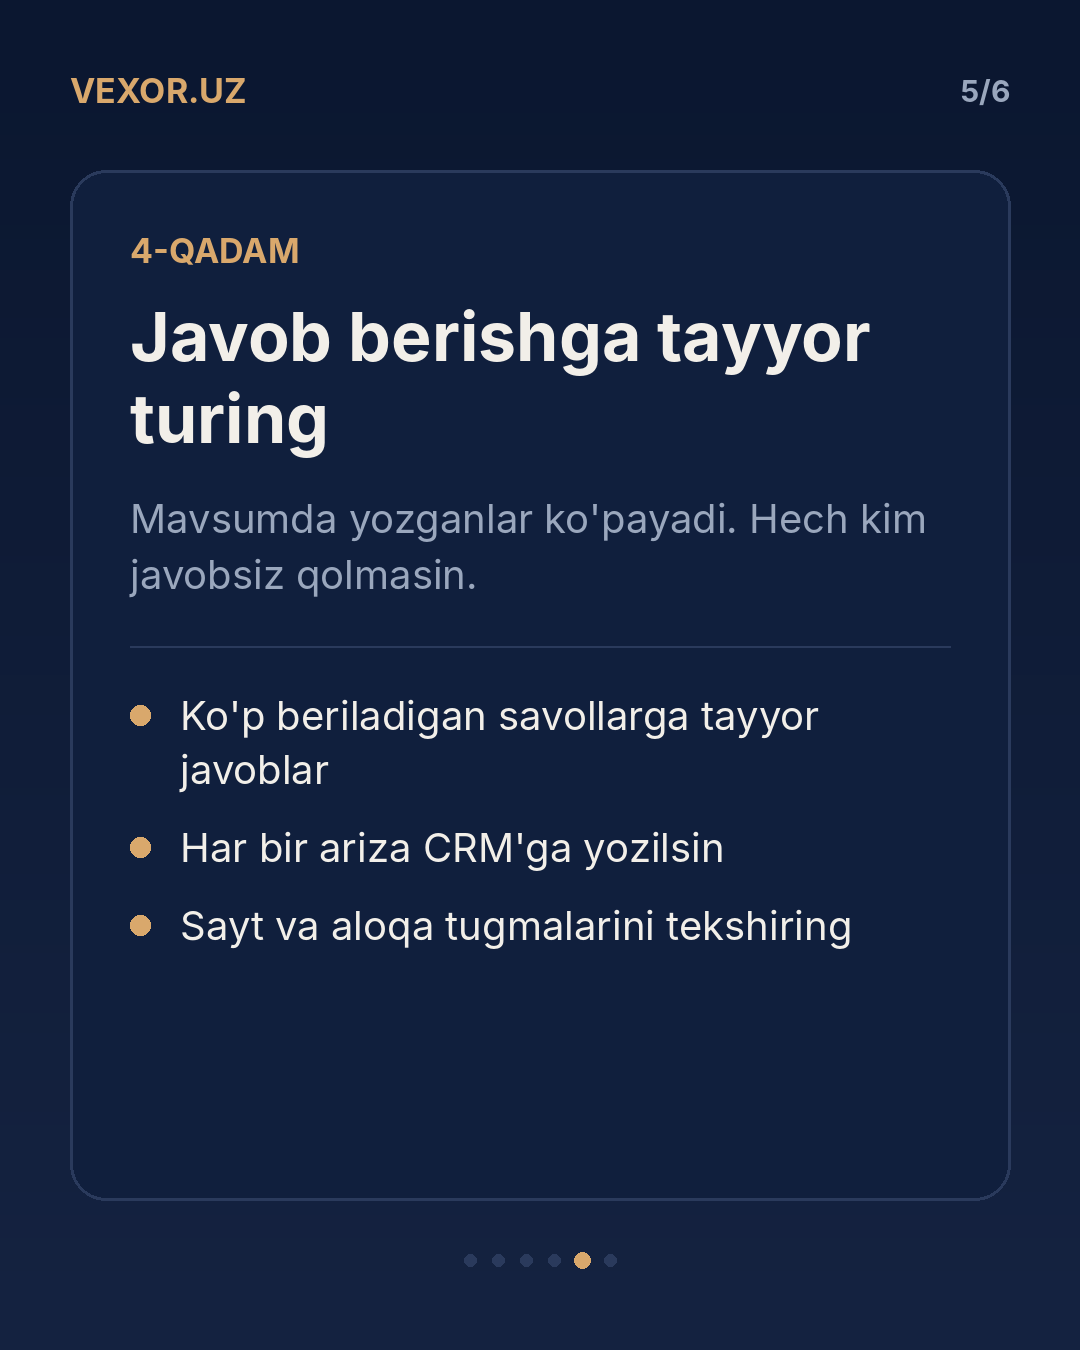 VEXOR.UZ
5/6
4-QADAM
Javob berishga tayyor
turing
Mavsumda yozganlar ko'payadi. Hech kim
javobsiz qolmasin.
Ko'p beriladigan savollarga tayyor
javoblar
Har bir ariza CRM'ga yozilsin
Sayt va aloqa tugmalarini tekshiring